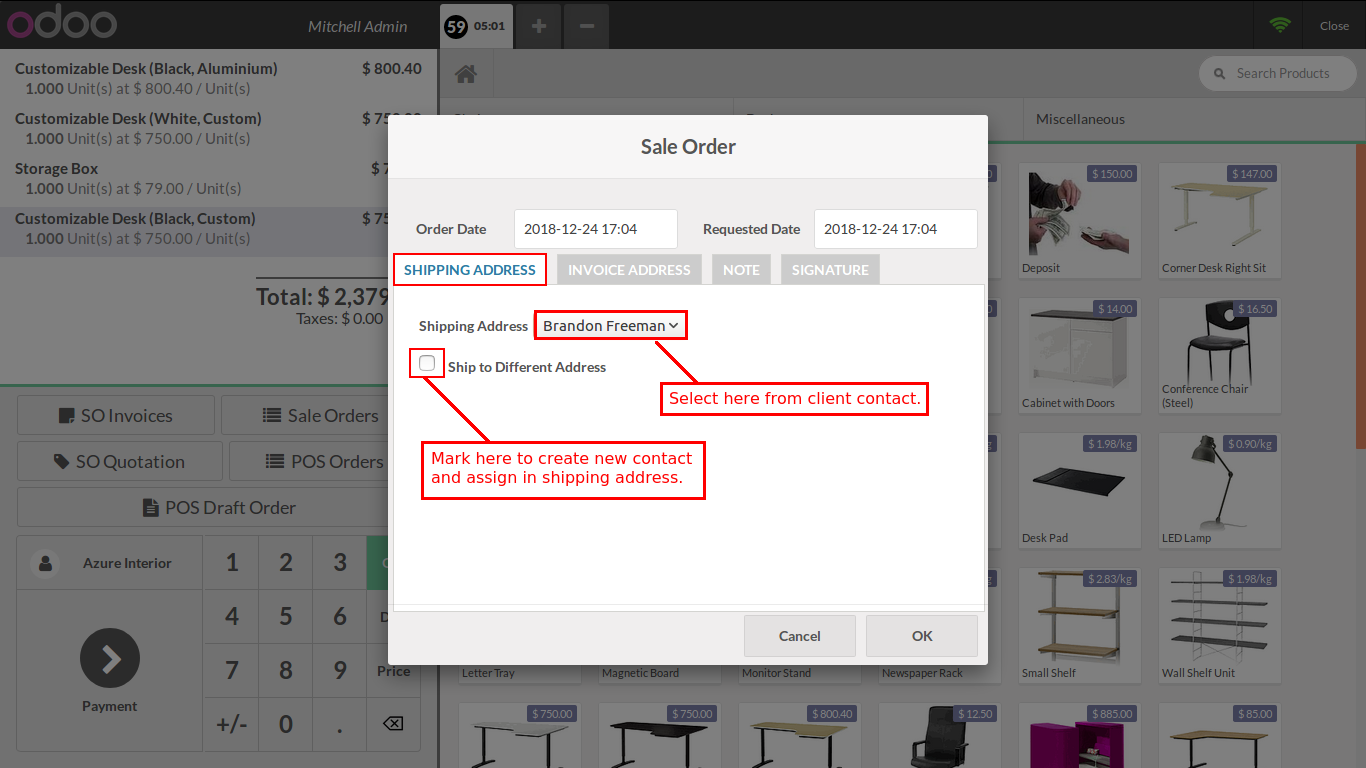 odoo
Mitchell Admin
59 05:01
Close
Customizable Desk (Black, Aluminium) $ 800.40
1.000 Unit(s) at $ 800.40 / Unit(s)
Customizable Desk (White, Custom)
1.000 Unit(s) at $ 750.00 / Unit(s)
Storage Box
1.000 Unit(s) at $ 79.00 / Unit(s)
Customizable Desk (Black, Custom)
1.000 Unit(s) at $ 750.00 / Unit(s)
Total: $ 2,379
Taxes: $ 0.00
SO Invoices
Sale Orders
SO Quotation
POS Orders
POS Draft Order
Azure Interior
Payment
1 2 3
4 5 6
7 8 9 Price
+/- 0 .
Search Products
Miscellaneous
Sale Order
Order Date 2018-12-24 17:04 Requested Date 2018-12-24 17:04
SHIPPING ADDRESS INVOICE ADDRESS NOTE SIGNATURE
Shipping Address Brandon Freeman
Ship to Different Address
Select here from client contact.
Mark here to create new contact
and assign in shipping address.
Cancel OK
$ 150.00
Deposit
$ 147.00
Corner Desk Right Sit
$ 14.00
Cabinet with Doors
$ 16.50
Conference Chair
(Steel)
$ 1.98/kg
Desk Pad
$ 0.90/kg
LED Lamp
$ 2.83/kg
Small Shelf
$ 1.98/kg
Wall Shelf Unit
Letter Tray
Magnetic Board
Monitor Stand
Newspaper Rack
$ 750.00
$ 750.00
$ 800.40
$ 12.50
$ 885.00
$ 85.00